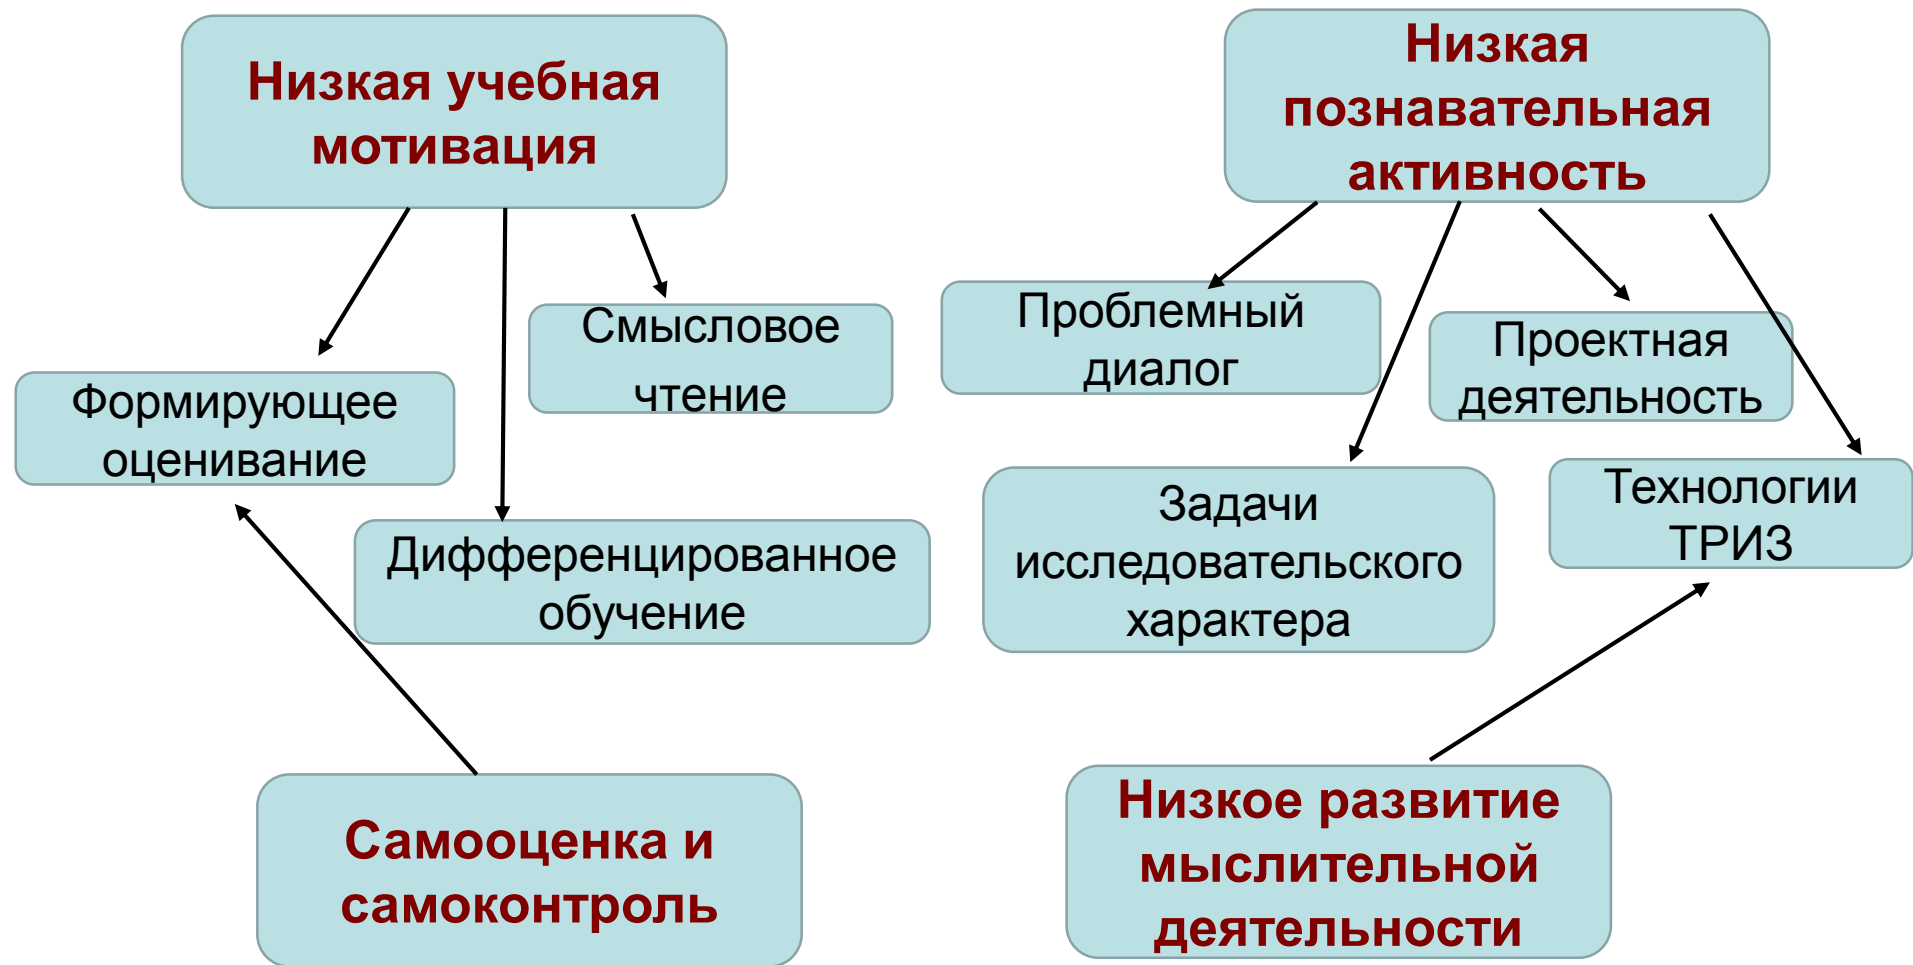 Низкая учебная
мотивация
Низкая
познавательная
активность
Смысловое
чтение
Формирующее
оценивание
Дифференцированное
обучение
Проблемный
диалог
Проектная
деятельность
Задачи
исследовательского
характера
Технологии
ТРИЗ
Самооценка и
самоконтроль
Низкое развитие
мыслительной
деятельности